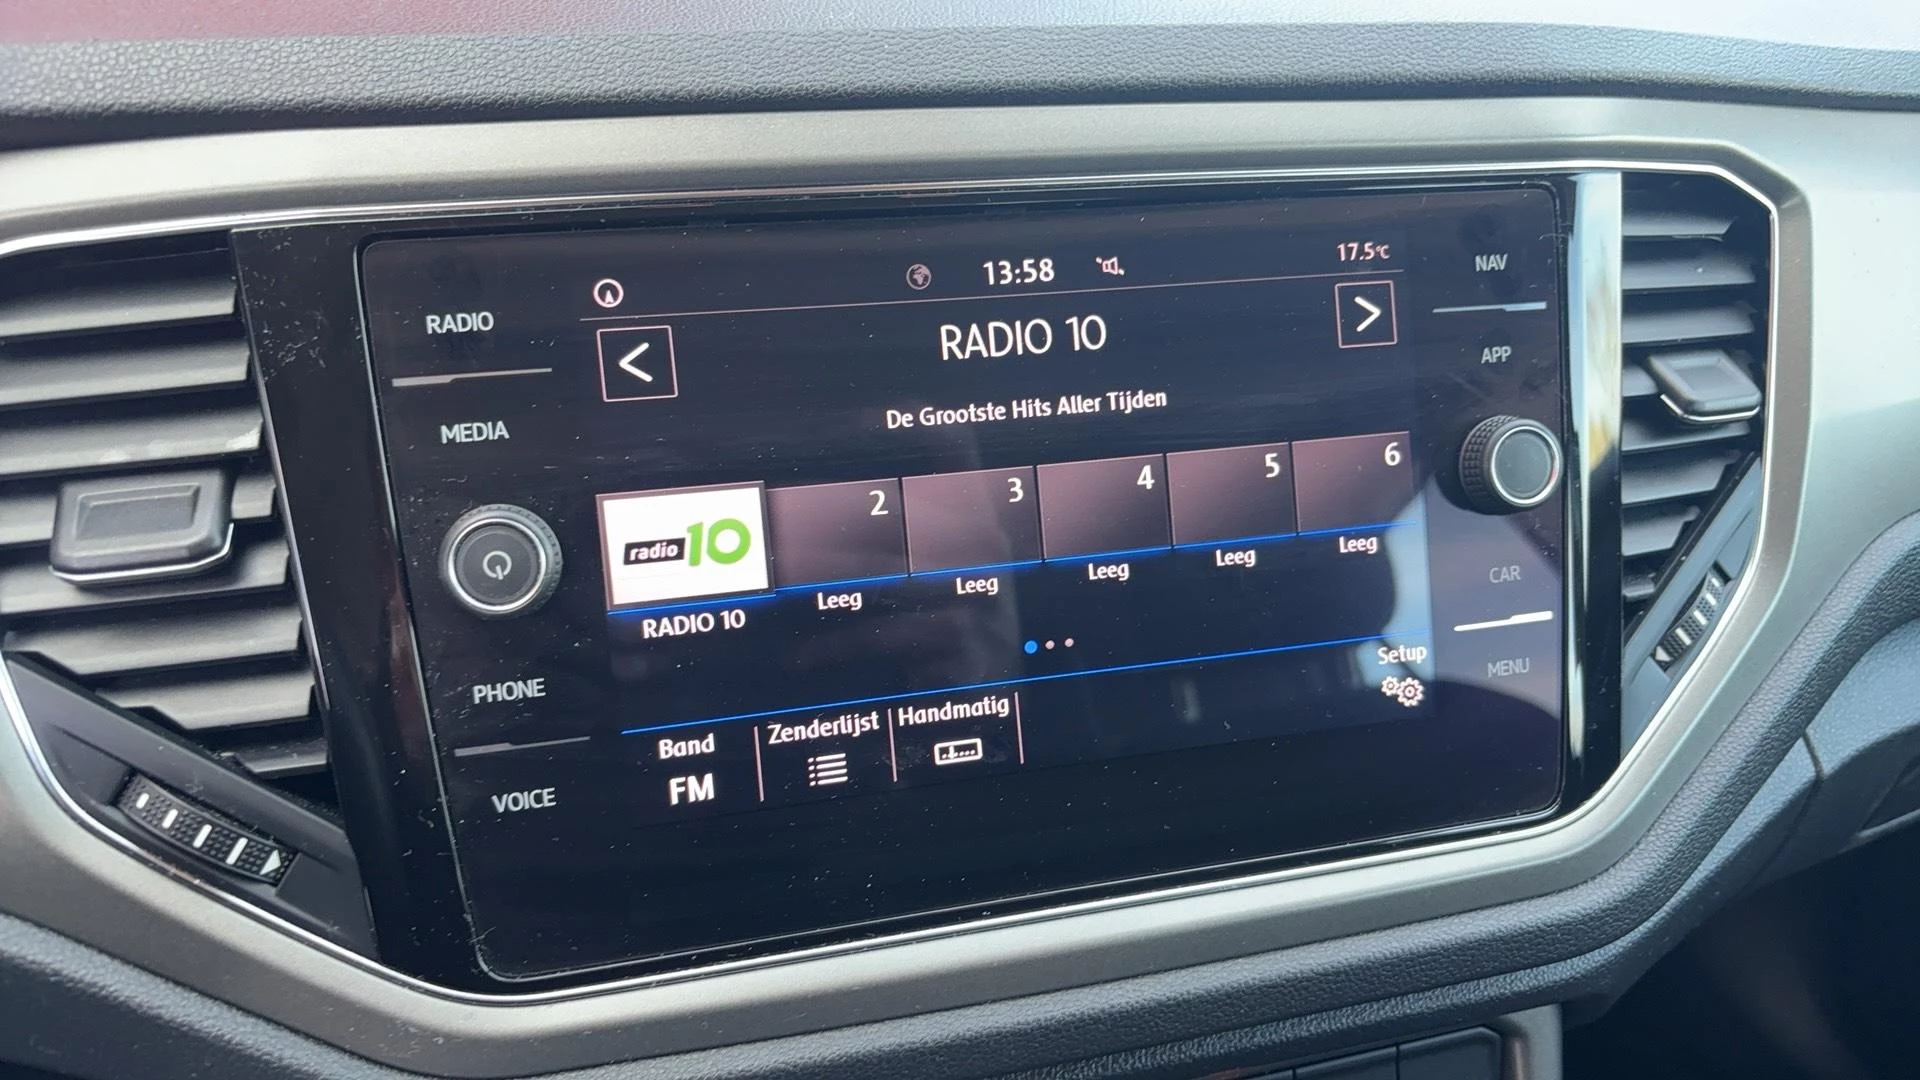 13:58
17.5°C
NAV
RADIO
RADIO 10
APP
De Grootste Hits Aller Tijden
MEDIA
radio 10
2
3
4
5
6
RADIO 10
Leeg
Leeg
Leeg
Leeg
Leeg
CAR
Setup
MENU
PHONE
Band
FM
Zenderlijst
Handmatig
VOICE